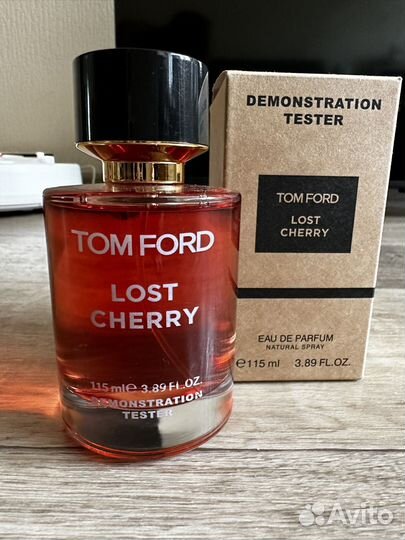 TOM FORD
LOST
CHERRY
115 ml℮ 3.89 FL.OZ.
DEMONSTRATION
TESTER
DEMONSTRATION
TESTER
TOM FORD
LOST
CHERRY
EAU DE PARFUM
NATURAL SPRAY
℮115 ml 3.89 FL.OZ.
Avito